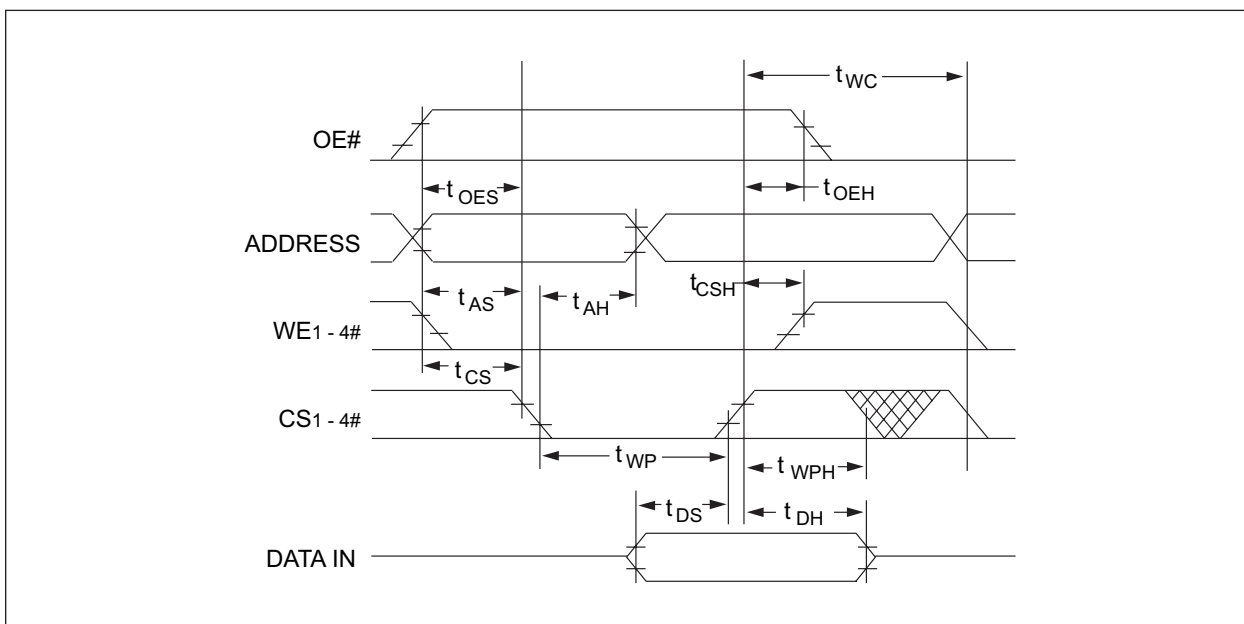 tWC
OE#
tOES
tOEH
ADDRESS
tAS
tAH
tCSH
WE1 - 4#
tCS
CS1 - 4#
tWP
tWPH
tDS
tDH
DATA IN